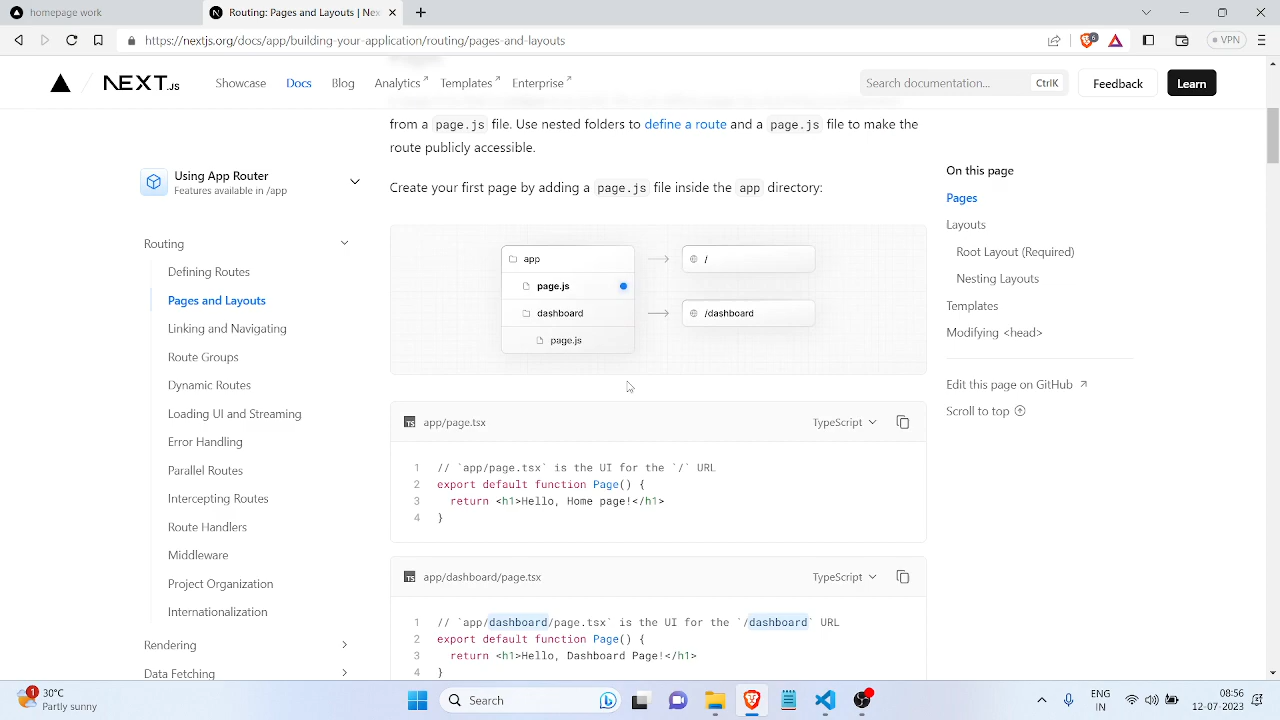 homepage work
Routing: Pages and Layouts | Nex
https://nextjs.org/docs/app/building-your-application/routing/pages-and-layouts
6
VPN
NEXT.JS
Showcase
Docs
Blog
Analytics
Templates
Enterprise
Search documentation...
CtrlK
Feedback
Learn
from a page.js file. Use nested folders to define a route and a page.js file to make the
route publicly accessible.
Create your first page by adding a page.js file inside the app directory:
app
/
page.js
dashboard
/dashboard
page.js
app/page.tsx
TypeScript
1 // `app/page.tsx` is the UI for the `/` URL
2 export default function Page() {
3 return <h1>Hello, Home page!</h1>
4 }
app/dashboard/page.tsx
TypeScript
1 // `app/dashboard/page.tsx` is the UI for the `/dashboard` URL
2 export default function Page() {
3 return <h1>Hello, Dashboard Page!</h1>
4 }
Using App Router
Features available in /app
Routing
Defining Routes
Pages and Layouts
Linking and Navigating
Route Groups
Dynamic Routes
Loading UI and Streaming
Error Handling
Parallel Routes
Intercepting Routes
Route Handlers
Middleware
Project Organization
Internationalization
Rendering
Data Fetching
On this page
Pages
Layouts
Root Layout (Required)
Nesting Layouts
Templates
Modifying <head>
Edit this page on GitHub
Scroll to top
1
30°C
Partly sunny
Search
ENG
IN
08:56
12-07-2023